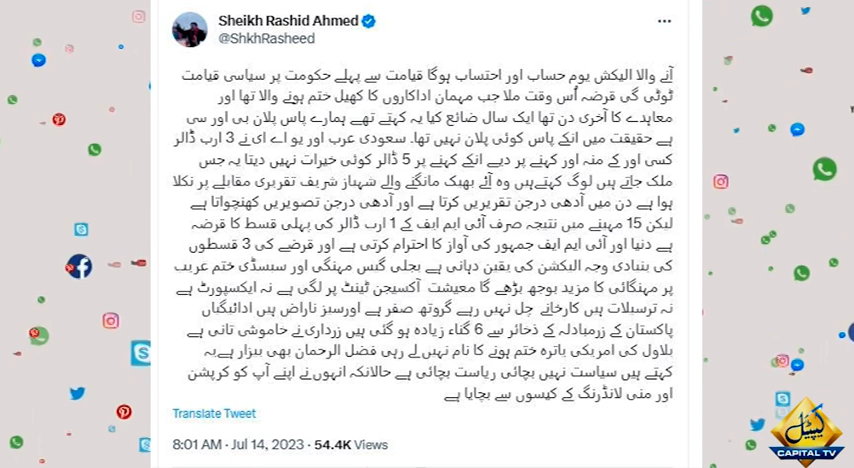 Sheikh Rashid Ahmed
@ShkhRasheed
آنے والا الیکش یوم حساب اور احتساب ہوگا قیامت سے پہلے حکومت پر سیاسی قیامت
ٹوٹی گی قرضہ اُس وقت ملا جب مہمان اداکاروں کا کھیل ختم ہونے والا تھا اور
معاہدے کا آخری دن تھا ایک سال ضائع کیا یہ کہتے تھے ہمارے پاس پلان بی اور سی
ہے حقیقت میں انکے پاس کوئی پلان نہیں تھا۔ سعودی عرب اور یو اے ای نے 3 ارب ڈالر
کسی اور کے منہ اور کہنے پر دیے انکے کہنے پر 5 ڈالر کوئی خیرات نہیں دیتا یہ جس
ملک جاتے ہیں لوگ کہتےہیں وہ آئے بھیک مانگنے والے شہباز شریف تقریری مقابلے پر نکلا
ہوا ہے دن میں آدھی درجن تقریریں کرتا ہے اور آدھی درجن تصویریں کھنچواتا ہے
لیکن 15 مہینے میں نتیجہ صرف آئی ایم ایف کے 1 ارب ڈالر کی پہلی قسط کا قرضہ
ہے دنیا اور آئی ایم ایف جمہور کی آواز کا احترام کرتی ہے اور قرضے کی 3 قسطوں
کی بنیادی وجہ الیکشن کی یقین دہانی ہے بجلی گیس مہنگی اور سبسڈی ختم غریب
پر مہنگائی کا مزید بوجھ بڑھے گا معیشت آکسیجن ٹینٹ پر لگی ہے نہ ایکسپورٹ ہے
نہ ترسیلات ہیں کارخانے چل نہیں رہے گروتھ صفر ہے اورسیز ناراض ہیں ادائیگیاں
پاکستان کے زرمبادلہ کے ذخائر سے 6 گناء زیادہ ہو گئی ہیں زرداری نے خاموشی تانی ہے
بلاول کی امریکی یاترہ ختم ہونے کا نام نہیں لے رہی فضل الرحمان بھی بیزار ہےیہ
کہتے ہیں سیاست نہیں بچائی ریاست بچائی ہے حالانکہ انہوں نے اپنے آپ کو کرپشن
اور منی لانڈرنگ کے کیسوں سے بچایا ہے
Translate Tweet
8:01 AM · Jul 14, 2023 · 54.4K Views
کیپیٹل
CAPITAL TV